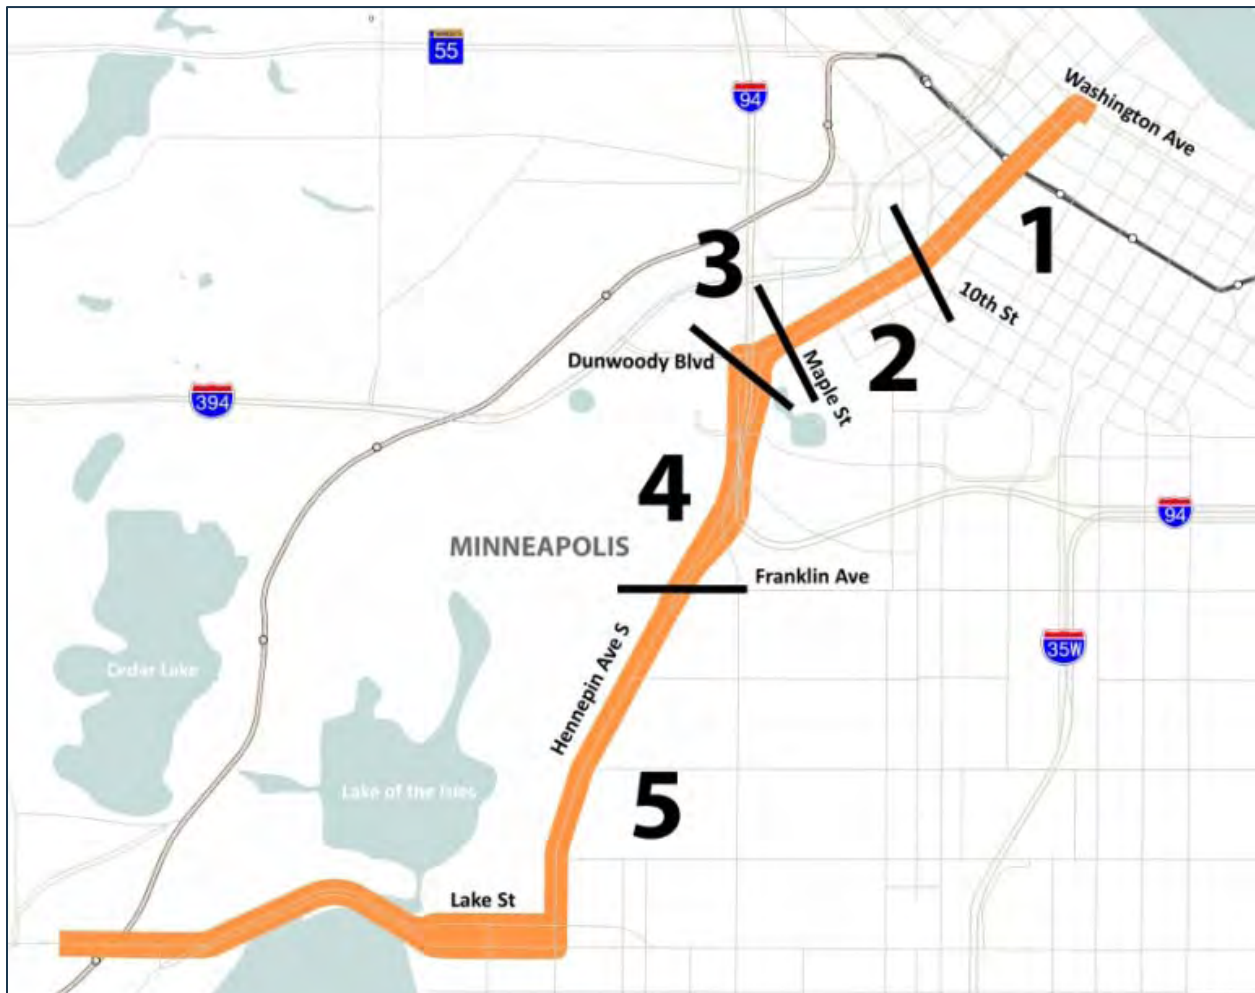 55
94
Washington Ave
1
3
10th St
2
Dunwoody Blvd
Maple St
394
4
94
MINNEAPOLIS
Franklin Ave
35W
Cedar Lake
Hennepin Ave S
Lake of the Isles
5
Lake St